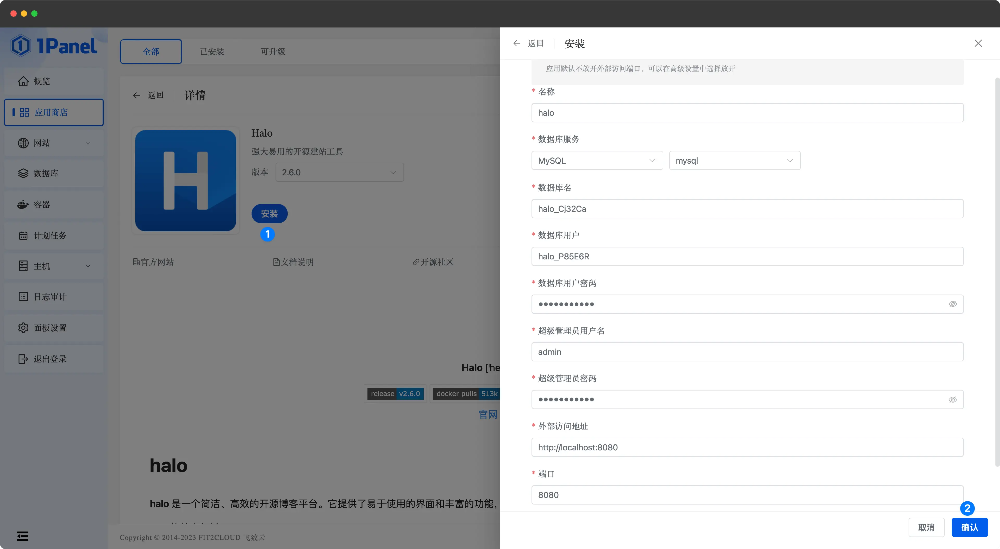 1Panel
概览
应用商店
网站
数据库
容器
计划任务
主机
日志审计
面板设置
退出登录
全部
已安装
可升级
返回
详情
Halo
强大易用的开源建站工具
版本
2.6.0
安装
1
官方网站
文档说明
开源社区
Halo ['he
release v2.6.0
docker pulls 513k
官网
halo
halo 是一个简洁、高效的开源博客平台。它提供了易于使用的界面和丰富的功能，
Copyright © 2014-2023 FIT2CLOUD 飞致云
返回
安装
应用默认不放开外部访问端口，可以在高级设置中选择放开
* 名称
halo
* 数据库服务
MySQL
mysql
* 数据库名
halo_Cj32Ca
* 数据库用户
halo_P85E6R
* 数据库用户密码
* 超级管理员用户名
admin
* 超级管理员密码
* 外部访问地址
http://localhost:8080
* 端口
8080
2
取消
确认